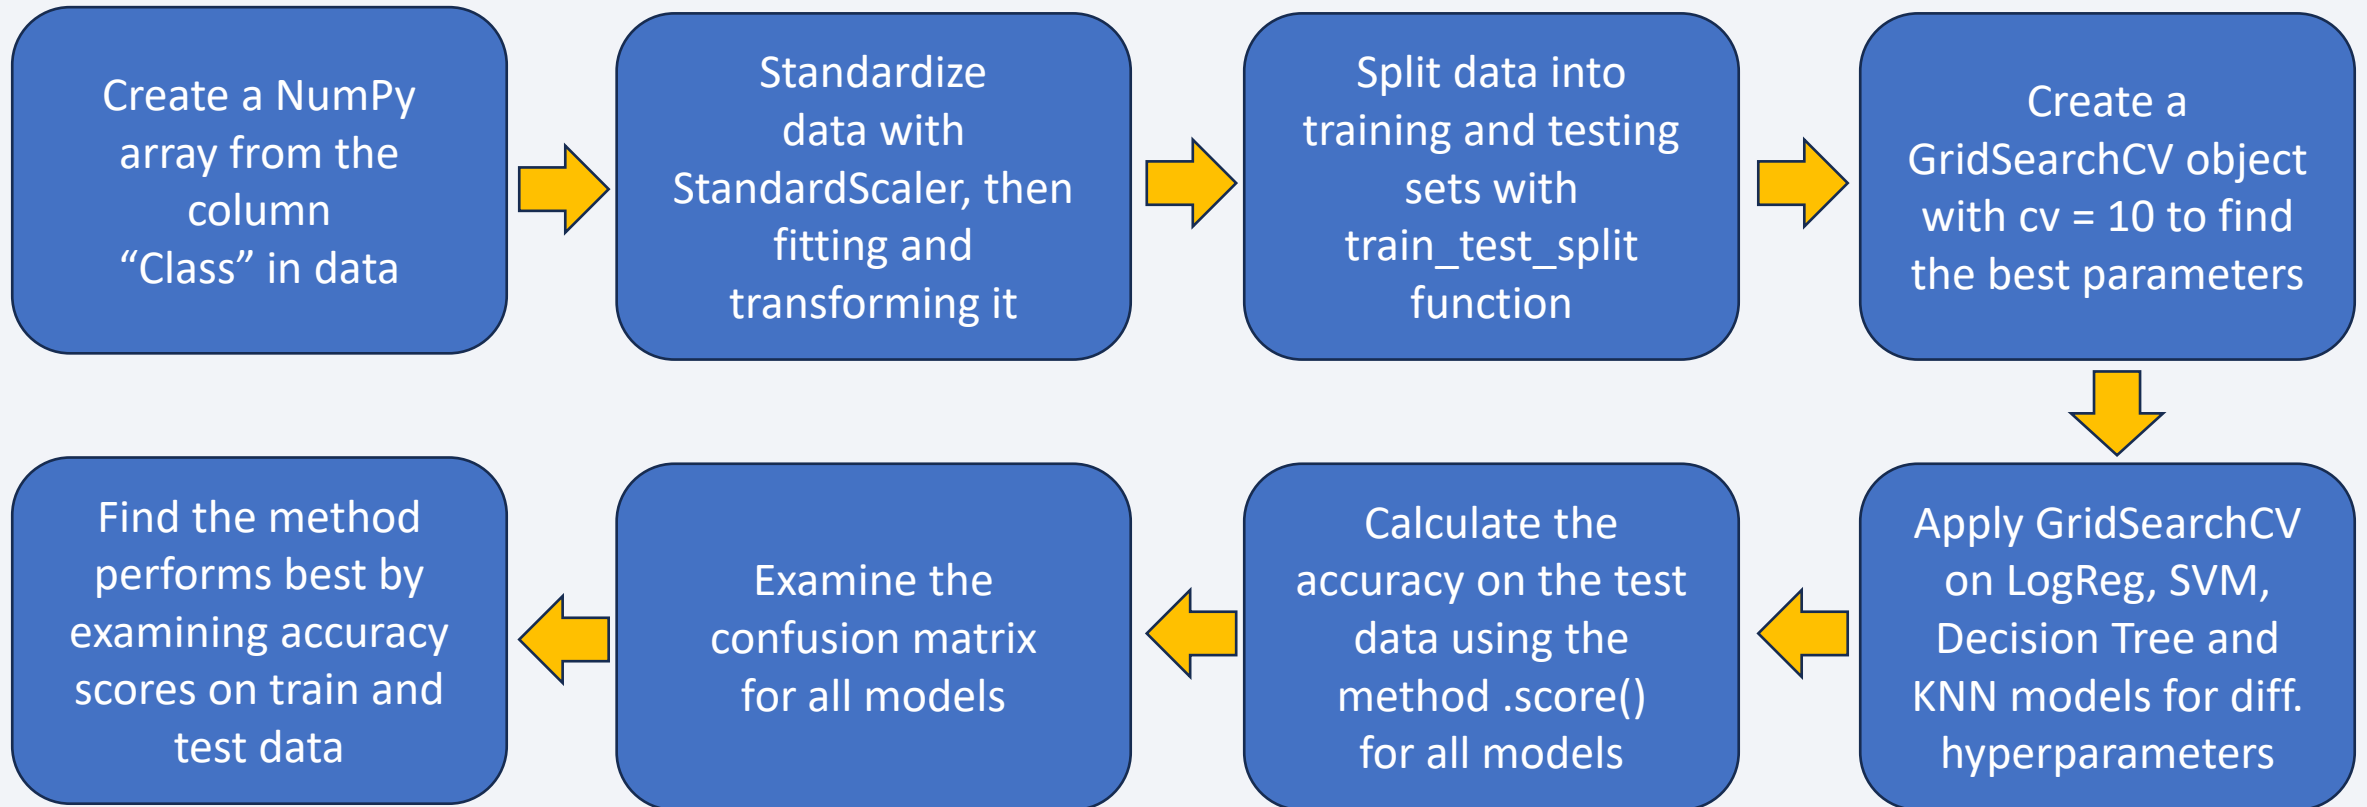 Create a NumPy
array from the
column
“Class” in data
Standardize
data with
StandardScaler, then
fitting and
transforming it
Split data into
training and testing
sets with
train_test_split
function
Create a
GridSearchCV object
with cv = 10 to find
the best parameters
Apply GridSearchCV
on LogReg, SVM,
Decision Tree and
KNN models for diff.
hyperparameters
Calculate the
accuracy on the test
data using the
method .score()
for all models
Examine the
confusion matrix
for all models
Find the method
performs best by
examining accuracy
scores on train and
test data